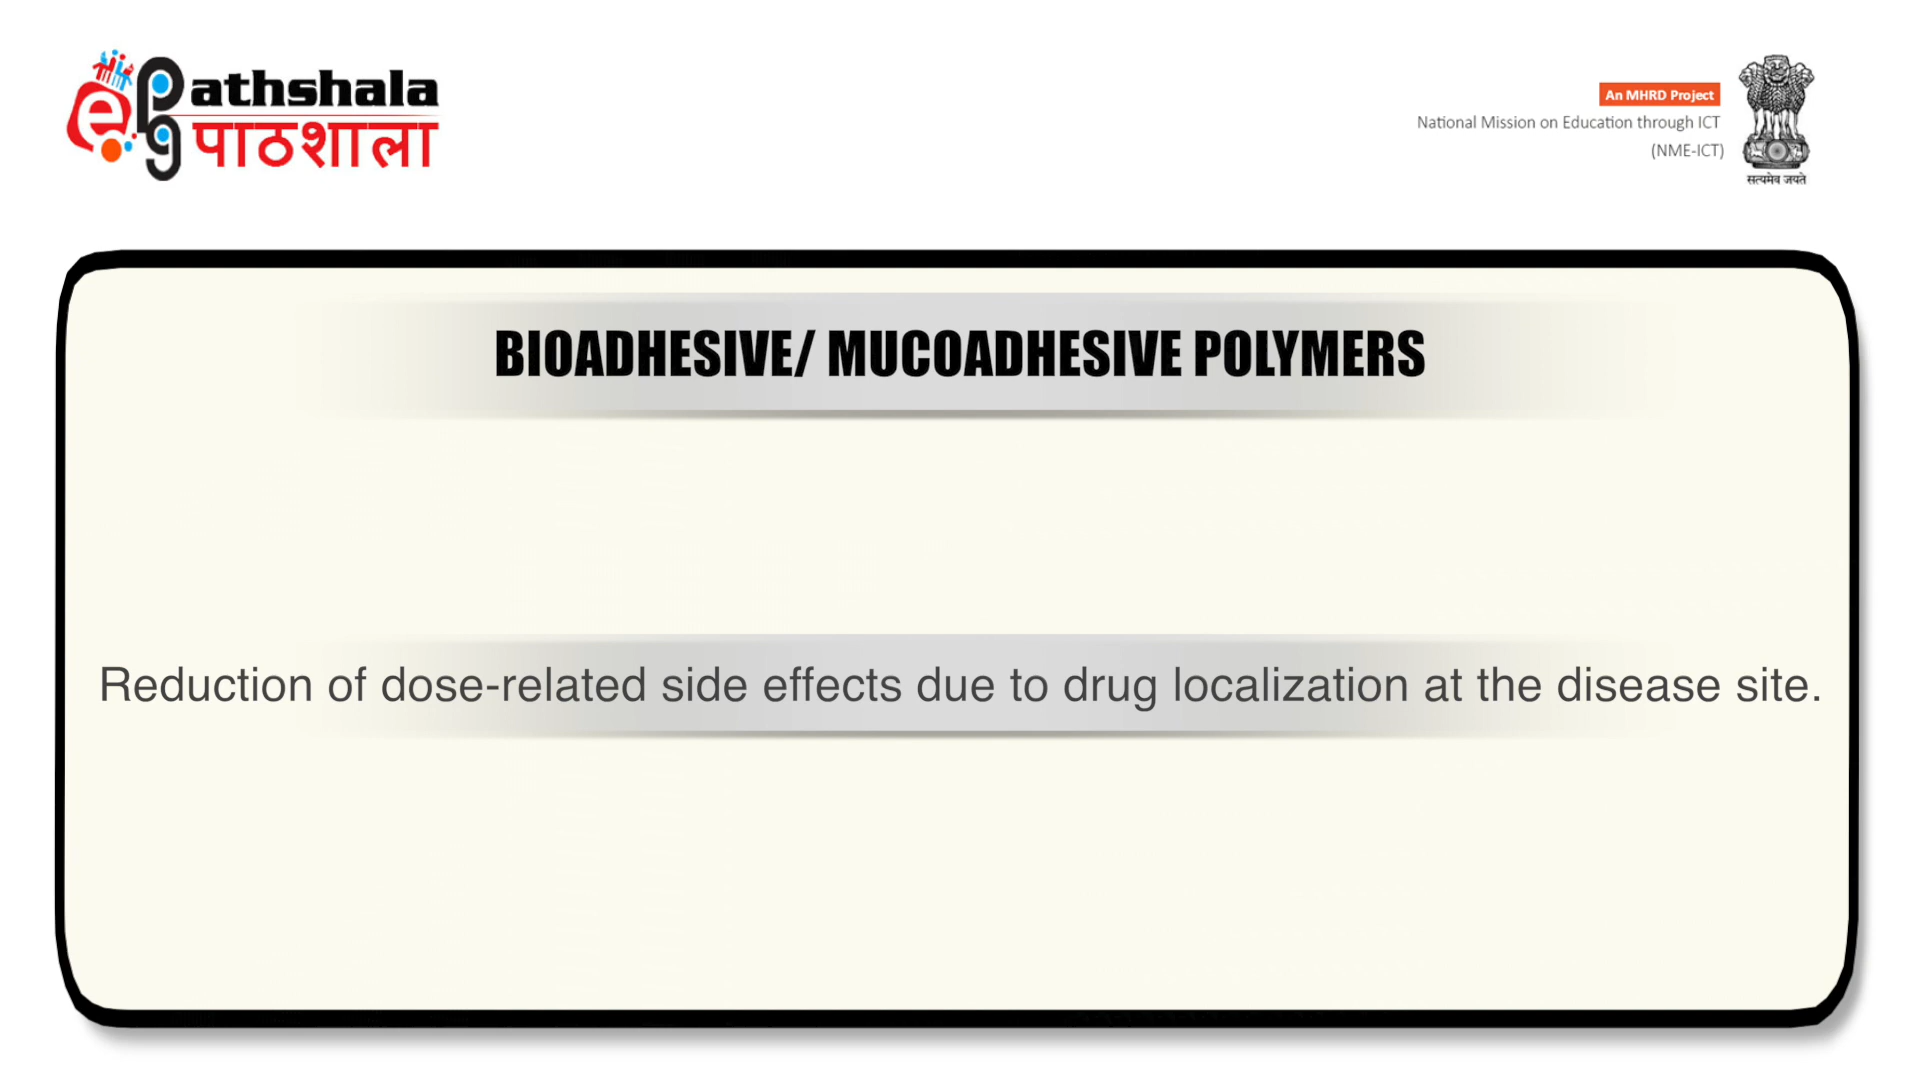 ePG Pathshala
पाठशाला
An MHRD Project
National Mission on Education through ICT
(NME-ICT)
सत्यमेव जयते
BIOADHESIVE/ MUCOADHESIVE POLYMERS
Reduction of dose-related side effects due to drug localization at the disease site.